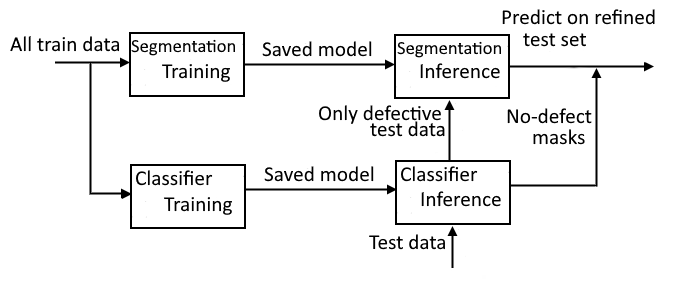 Predict on refined
test set
All train data
Segmentation
Training
Saved model
Segmentation
Inference
Only defective
test data
No-defect
masks
Classifier
Training
Saved model
Classifier
Inference
Test data